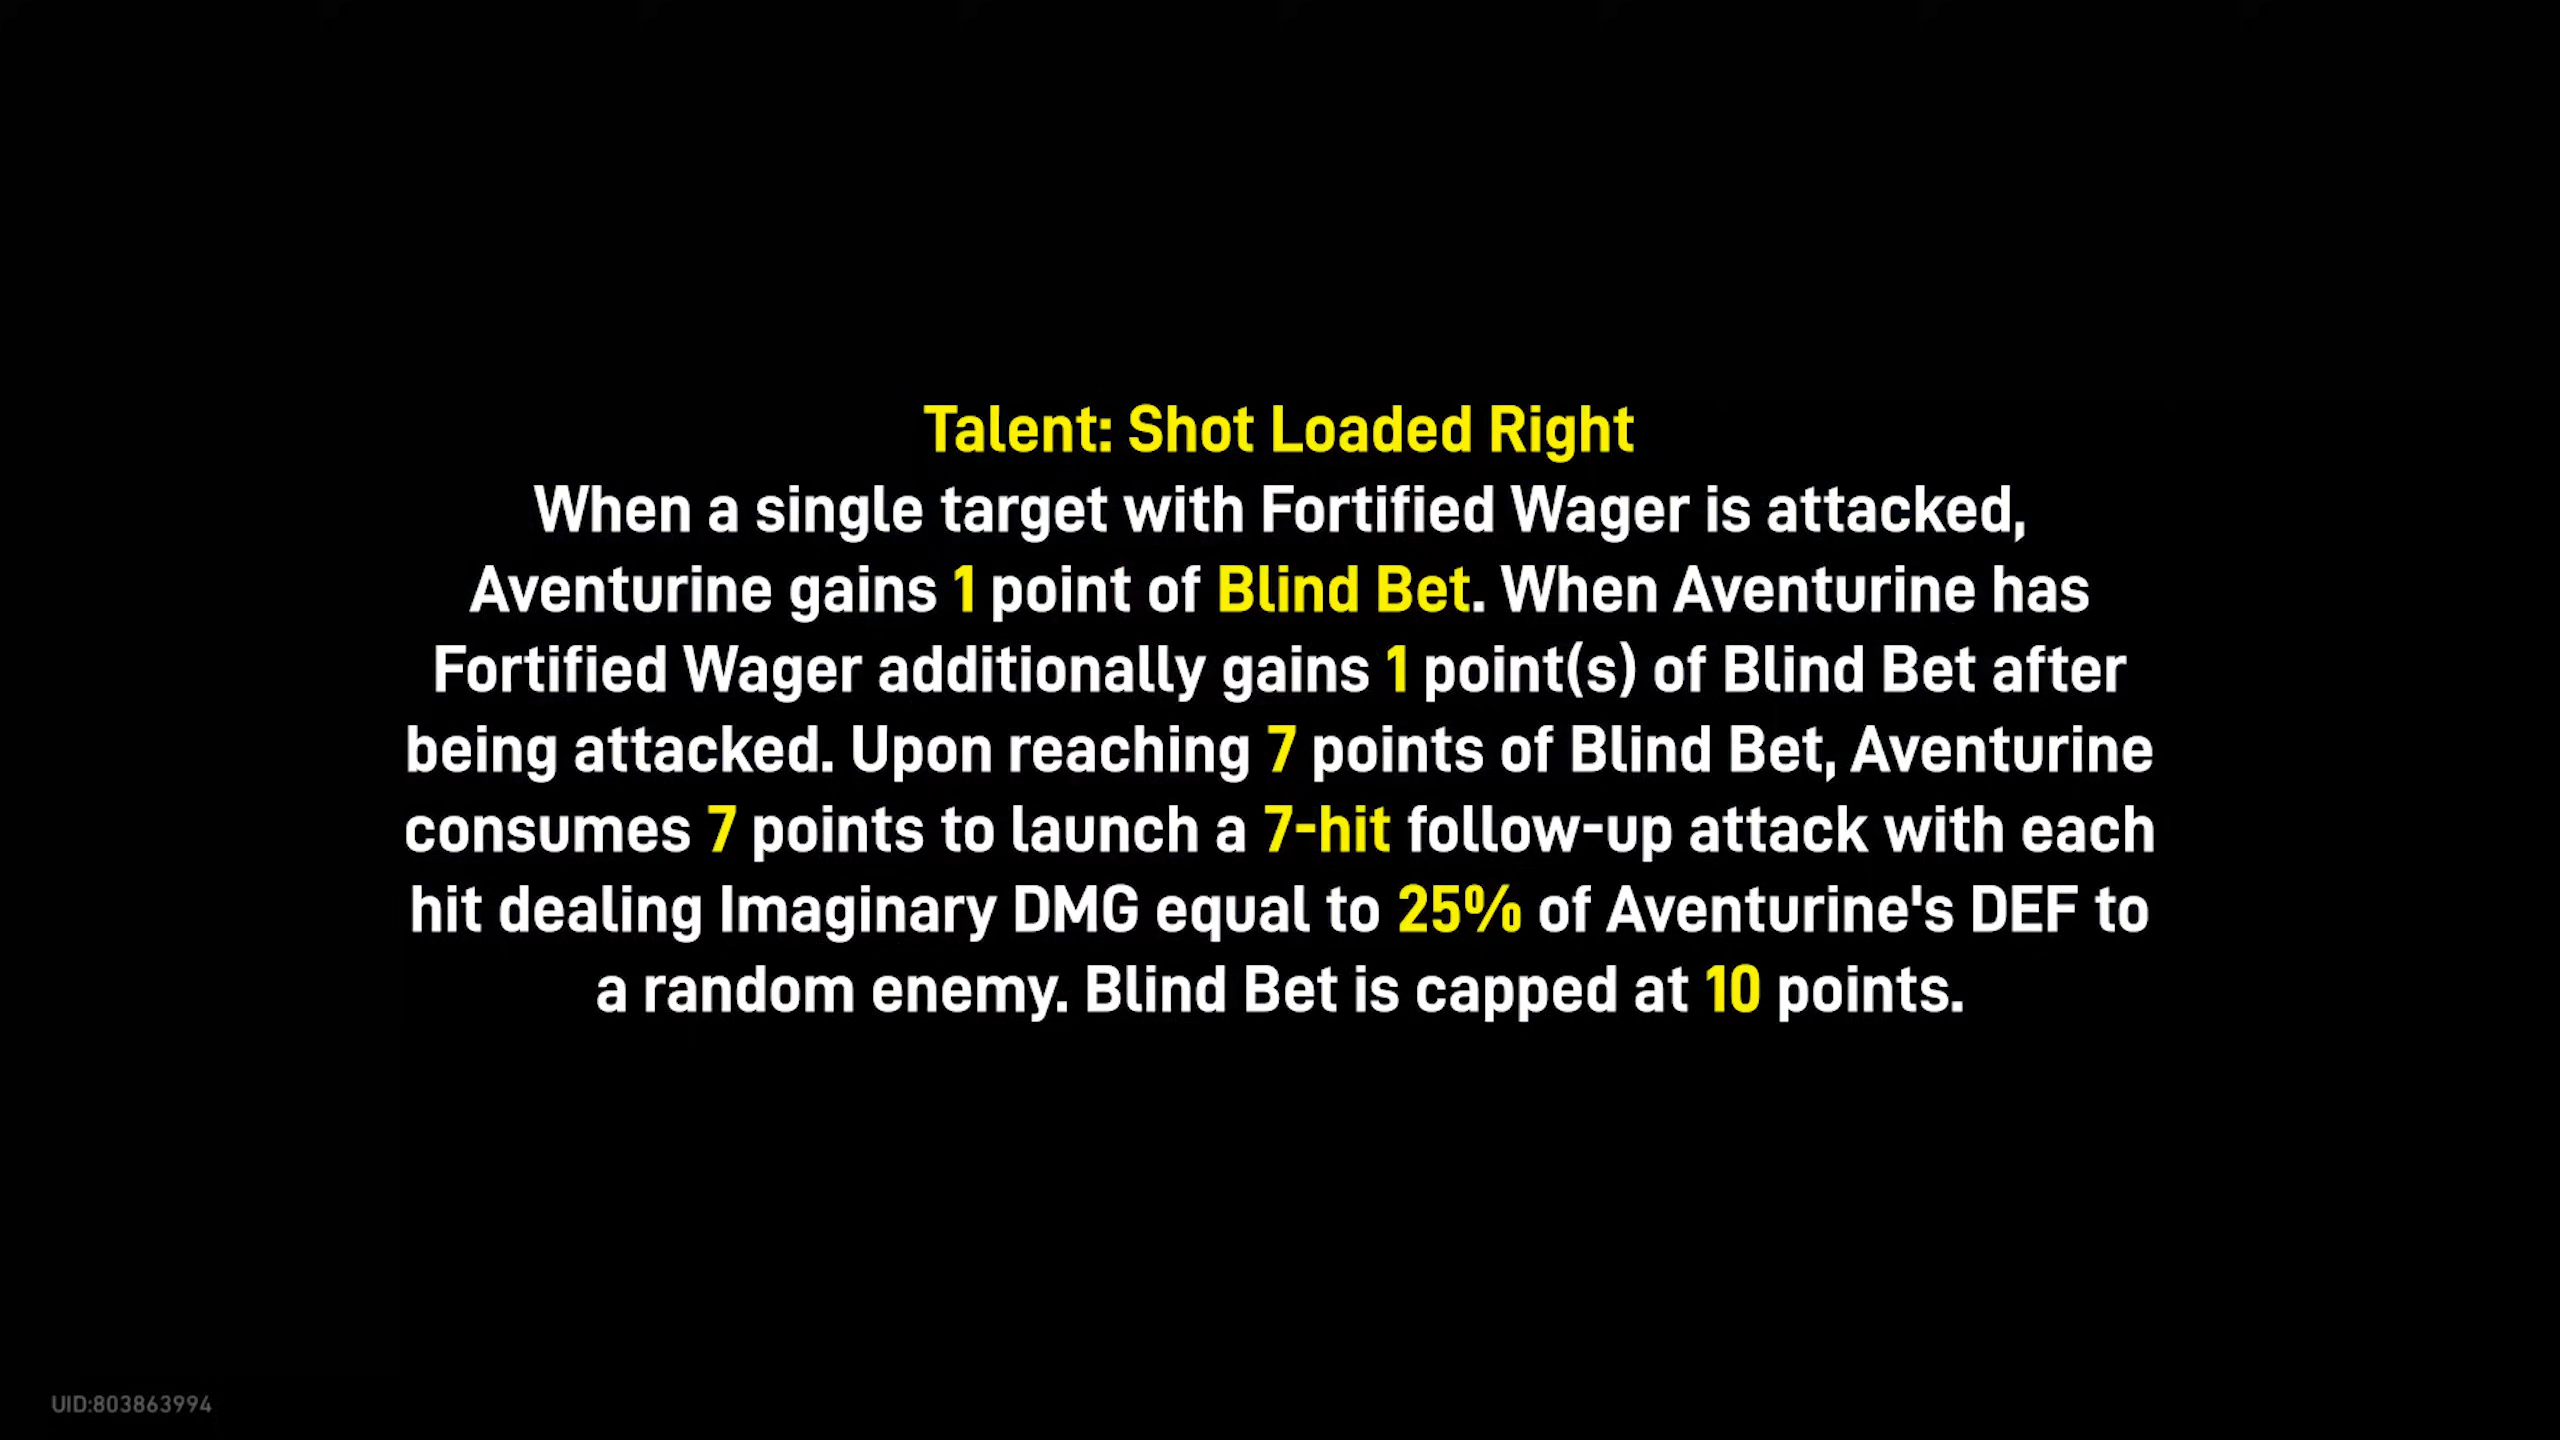 Talent: Shot Loaded Right
When a single target with Fortified Wager is attacked,
Aventurine gains 1 point of Blind Bet. When Aventurine has
Fortified Wager additionally gains 1 point(s) of Blind Bet after
being attacked. Upon reaching 7 points of Blind Bet, Aventurine
consumes 7 points to launch a 7-hit follow-up attack with each
hit dealing Imaginary DMG equal to 25% of Aventurine's DEF to
a random enemy. Blind Bet is capped at 10 points.
UID:803863994